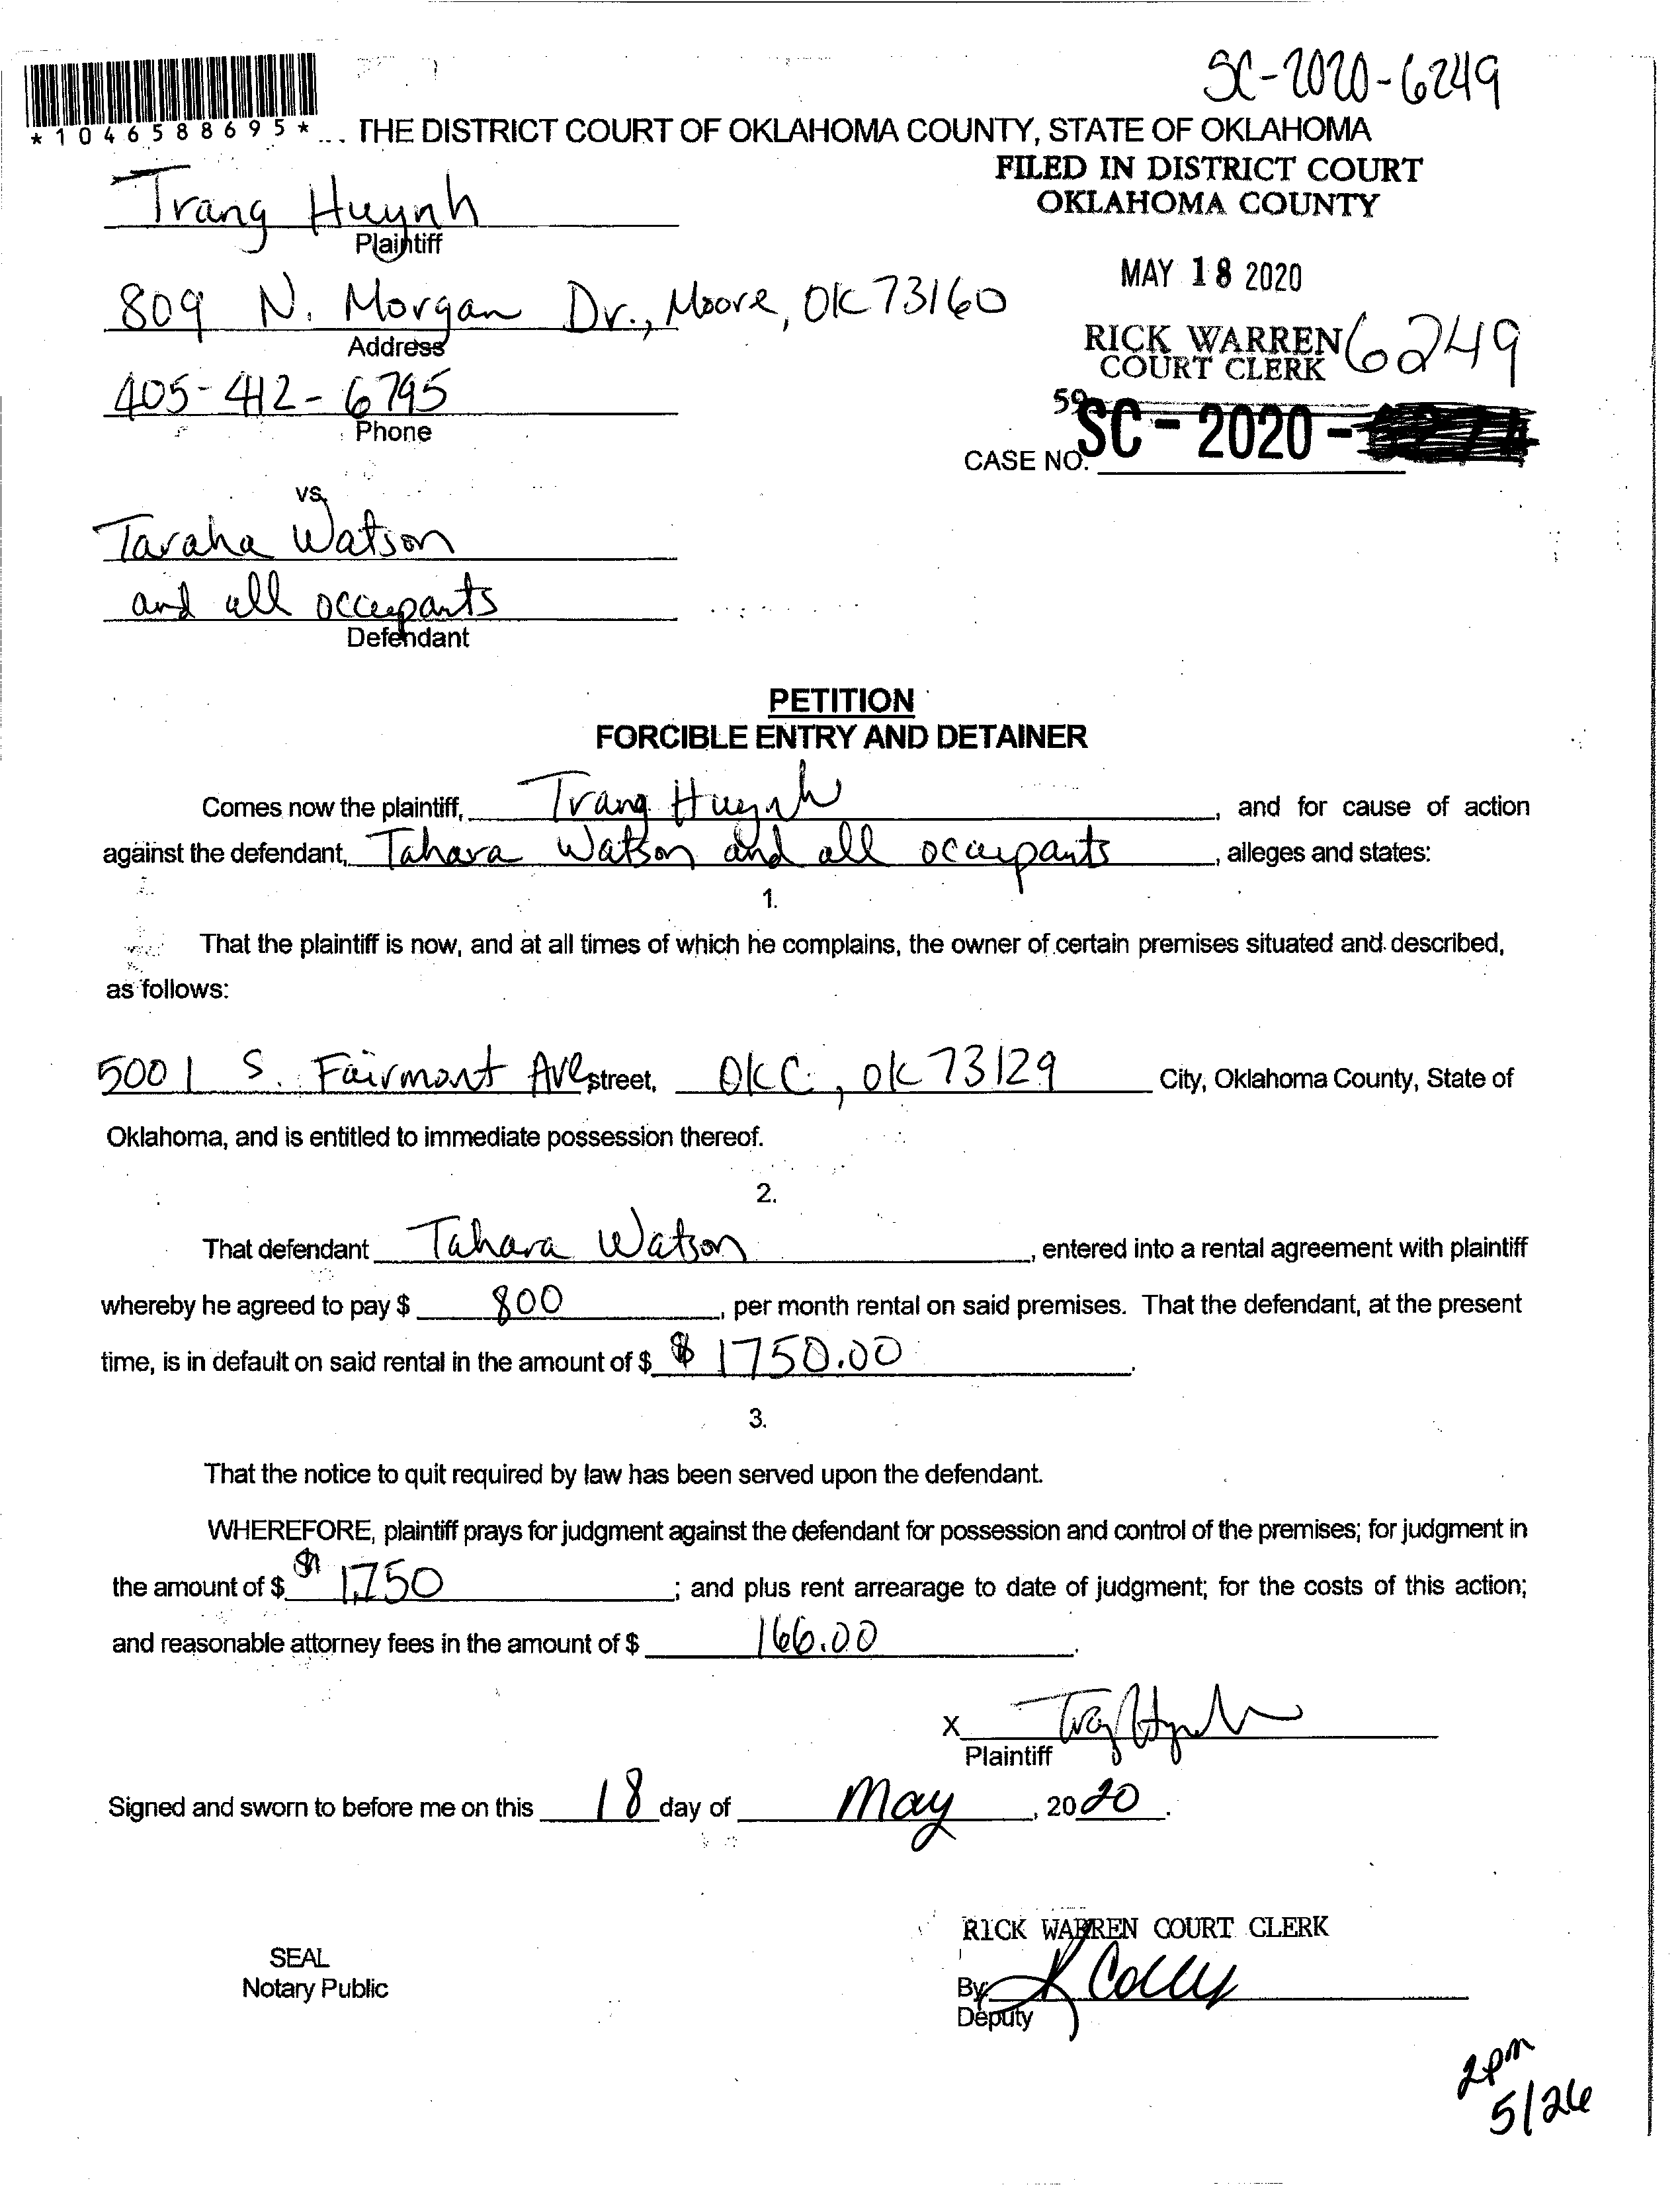 SC-2020-6249
*1046588695*
THE DISTRICT COURT OF OKLAHOMA COUNTY, STATE OF OKLAHOMA
FILED IN DISTRICT COURT
OKLAHOMA COUNTY
Trang Huynh
Plaintiff
MAY 18 2020
809 N. Morgan Dr., Moore, OK 73160
Address
RICK WARREN
COURT CLERK
6249
405-412-6795
Phone
59
CASE NO. SC-2020-
vs.
Taraha Watson
and all occupants
Defendant
PETITION
FORCIBLE ENTRY AND DETAINER
Comes now the plaintiff, Trang Huynh, and for cause of action
against the defendant, Tahara Watson and all occupants, alleges and states:
1.
That the plaintiff is now, and at all times of which he complains, the owner of certain premises situated and described,
as follows:
5001 S. Fairmont Ave street, OKC, OK 73129 City, Oklahoma County, State of
Oklahoma, and is entitled to immediate possession thereof.
2.
That defendant Tahara Watson, entered into a rental agreement with plaintiff
whereby he agreed to pay $ 800, per month rental on said premises. That the defendant, at the present
time, is in default on said rental in the amount of $ $ 1750.00.
3.
That the notice to quit required by law has been served upon the defendant.
WHEREFORE, plaintiff prays for judgment against the defendant for possession and control of the premises; for judgment in
the amount of $ $ 1,750; and plus rent arrearage to date of judgment; for the costs of this action;
and reasonable attorney fees in the amount of $ 166.00.
X Trang Huynh
Plaintiff
Signed and sworn to before me on this 18 day of May, 2020.
RICK WARREN COURT CLERK
SEAL
Notary Public
By K Colly
Deputy
2pm
5/26